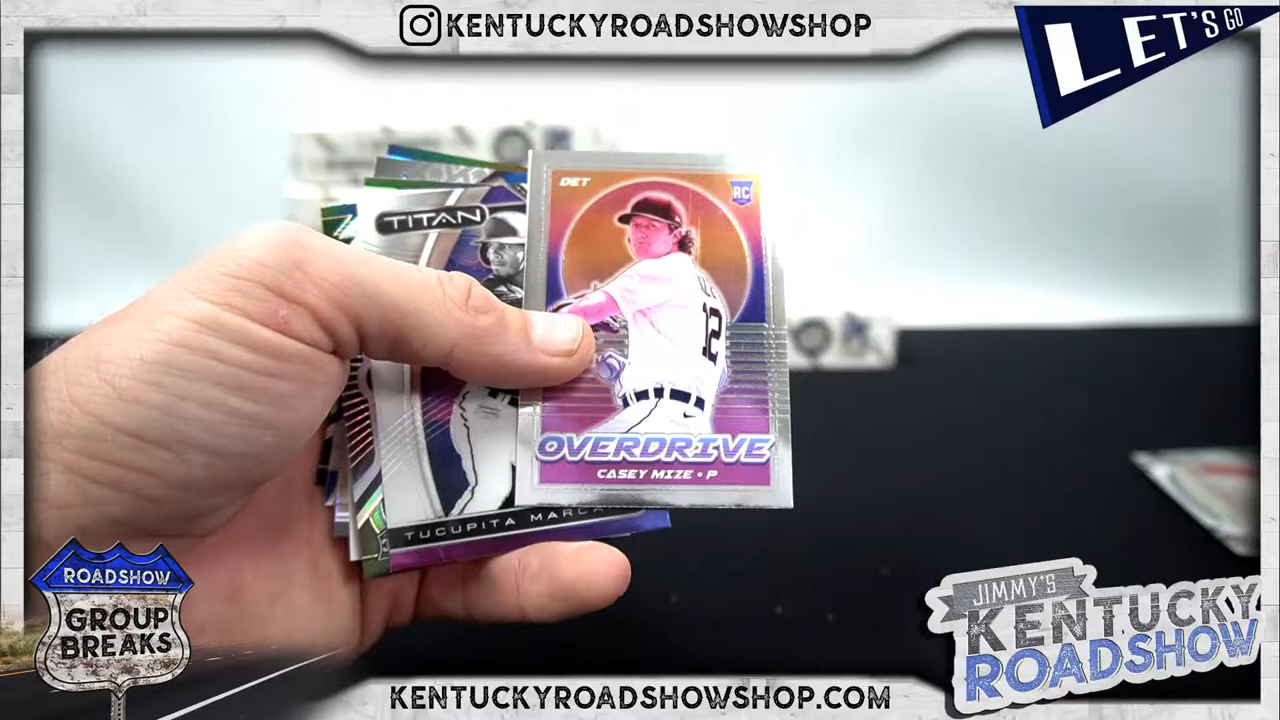 KENTUCKYROADSHOWSHOP
LET'S GO
DET
RC
TITAN
12
OVERDRIVE
CASEY MIZE • P
TUCUPITA
ROADSHOW
GROUP
BREAKS
JIMMY'S
KENTUCKY
ROADSHOW
KENTUCKYROADSHOWSHOP.COM